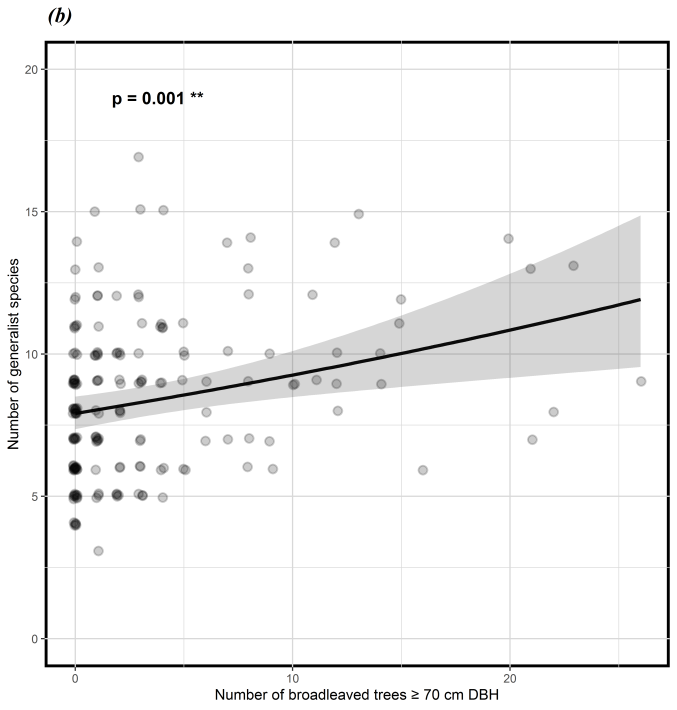 (b)
20
p = 0.001 **
15
Number of generalist species
10
5
0
0 10 20
Number of broadleaved trees ≥ 70 cm DBH